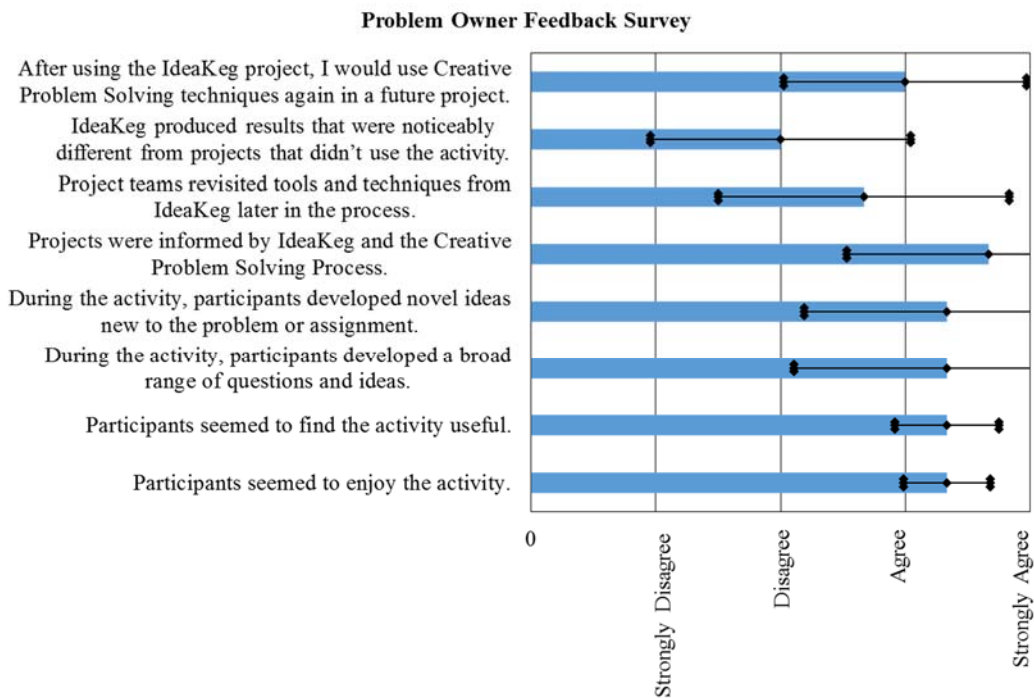 Problem Owner Feedback Survey
After using the IdeaKeg project, I would use Creative
Problem Solving techniques again in a future project.
IdeaKeg produced results that were noticeably
different from projects that didn’t use the activity.
Project teams revisited tools and techniques from
IdeaKeg later in the process.
Projects were informed by IdeaKeg and the Creative
Problem Solving Process.
During the activity, participants developed novel ideas
new to the problem or assignment.
During the activity, participants developed a broad
range of questions and ideas.
Participants seemed to find the activity useful.
Participants seemed to enjoy the activity.
0
Strongly Disagree
Disagree
Agree
Strongly Agree